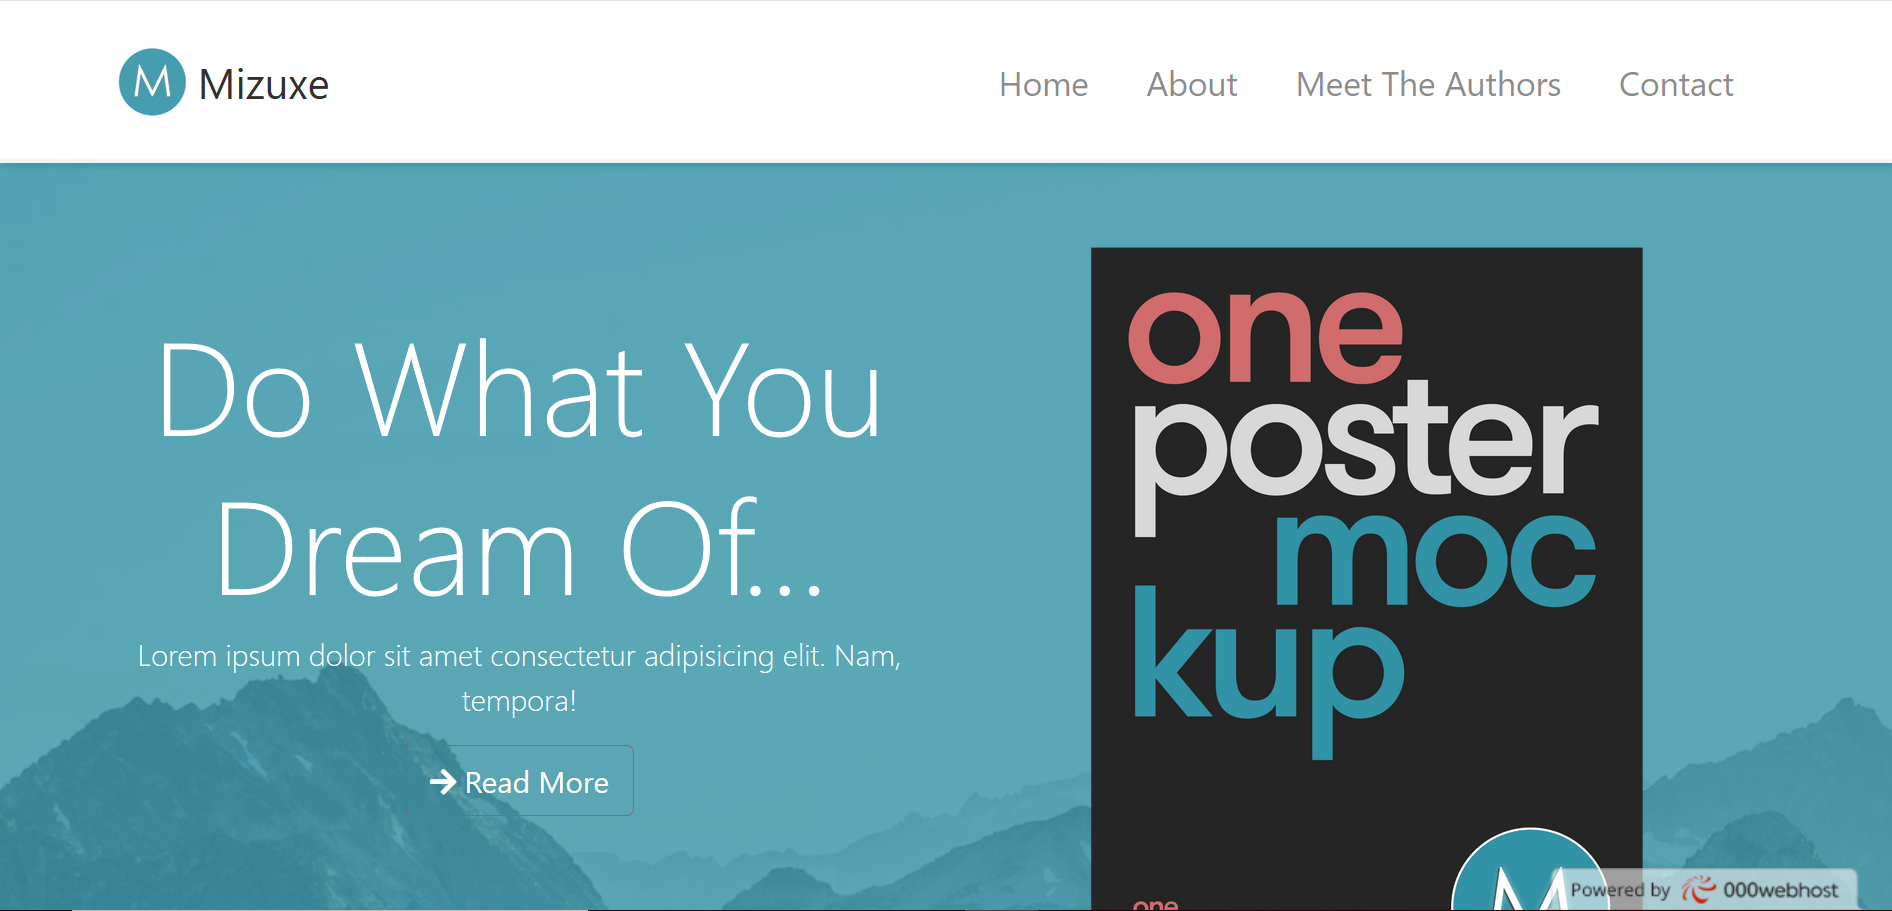 M Mizuxe
Home About Meet The Authors Contact
Do What You
Dream Of...
Lorem ipsum dolor sit amet consectetur adipisicing elit. Nam,
tempora!
Read More
one
poster
moc
kup
one
M
Powered by 000webhost